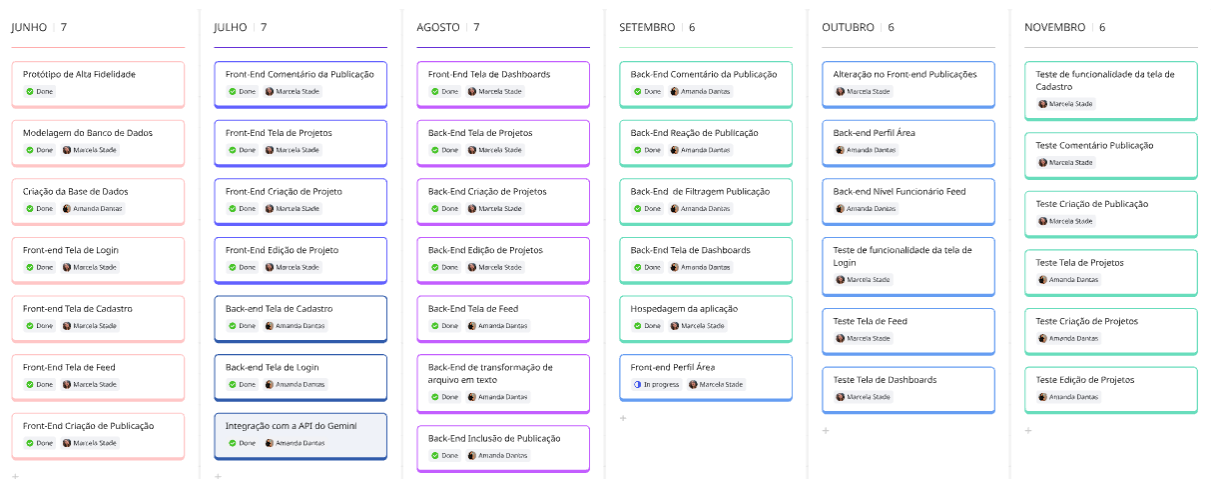 JUNHO 7
Protótipo de Alta Fidelidade
Done
Modelagem do Banco de Dados
Done Marcela Stade
Criação da Base de Dados
Done Amanda Dantas
Front-end Tela de Login
Done Marcela Stade
Front-end Tela de Cadastro
Done Marcela Stade
Front-End Tela de Feed
Done Marcela Stade
Front-End Criação de Publicação
Done Marcela Stade
JULHO 7
Front-End Comentário da Publicação
Done Marcela Stade
Front-End Tela de Projetos
Done Marcela Stade
Front-End Criação de Projeto
Done Marcela Stade
Front-End Edição de Projeto
Done Marcela Stade
Back-end Tela de Cadastro
Done Amanda Dantas
Back-end Tela de Login
Done Amanda Dantas
Integração com a API do Gemini
Done Amanda Dantas
AGOSTO 7
Front-End Tela de Dashboards
Done Marcela Stade
Back-End Tela de Projetos
Done Marcela Stade
Back-End Criação de Projetos
Done Marcela Stade
Back-End Edição de Projetos
Done Marcela Stade
Back-End Tela de Feed
Done Amanda Dantas
Back-End de transformação de
arquivo em texto
Done Amanda Dantas
Back-End Inclusão de Publicação
Done Amanda Dantas
SETEMBRO 6
Back-End Comentário da Publicação
Done Amanda Dantas
Back-End Reação de Publicação
Done Amanda Dantas
Back-End de Filtragem Publicação
Done Amanda Dantas
Back-End Tela de Dashboards
Done Amanda Dantas
Hospedagem da aplicação
Done Marcela Stade
Front-end Perfil Área
In progress Marcela Stade
OUTUBRO 6
Alteração no Front-end Publicações
Marcela Stade
Back-end Perfil Área
Amanda Dantas
Back-end Nível Funcionário Feed
Amanda Dantas
Teste de funcionalidade da tela de
Login
Marcela Stade
Teste Tela de Feed
Marcela Stade
Teste Tela de Dashboards
Marcela Stade
NOVEMBRO 6
Teste de funcionalidade da tela de
Cadastro
Marcela Stade
Teste Comentário Publicação
Marcela Stade
Teste Criação de Publicação
Marcela Stade
Teste Tela de Projetos
Amanda Dantas
Teste Criação de Projetos
Amanda Dantas
Teste Edição de Projetos
Amanda Dantas